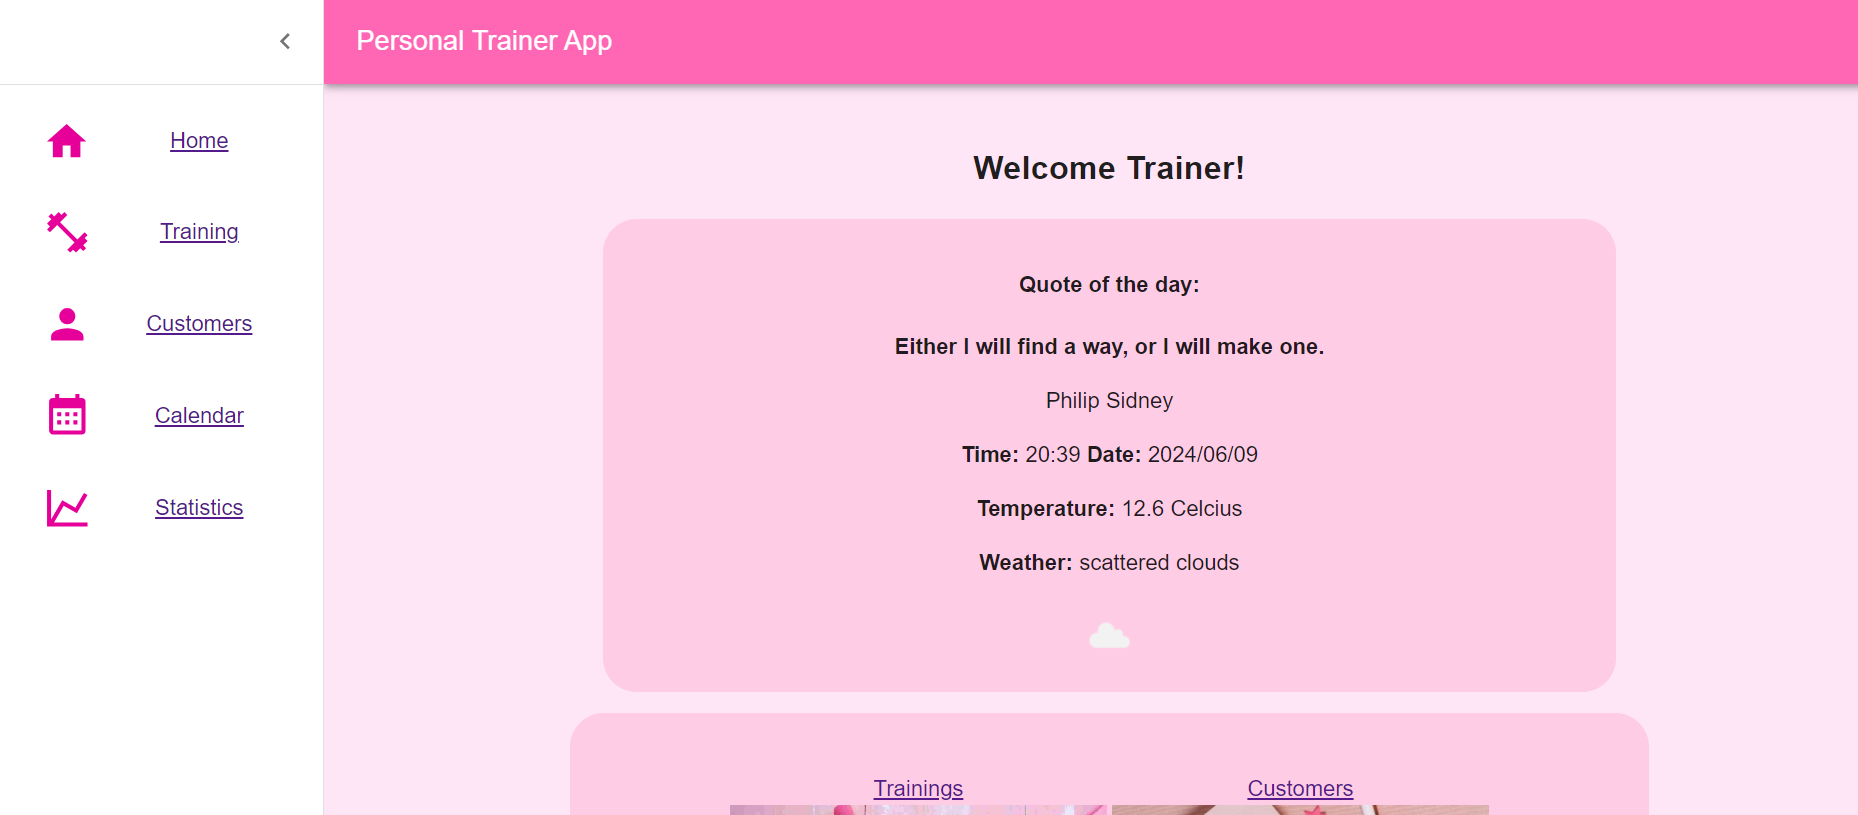 Personal Trainer App
Home
Training
Customers
Calendar
Statistics
Welcome Trainer!
Quote of the day:
Either I will find a way, or I will make one.
Philip Sidney
Time: 20:39 Date: 2024/06/09
Temperature: 12.6 Celcius
Weather: scattered clouds
Trainings
Customers